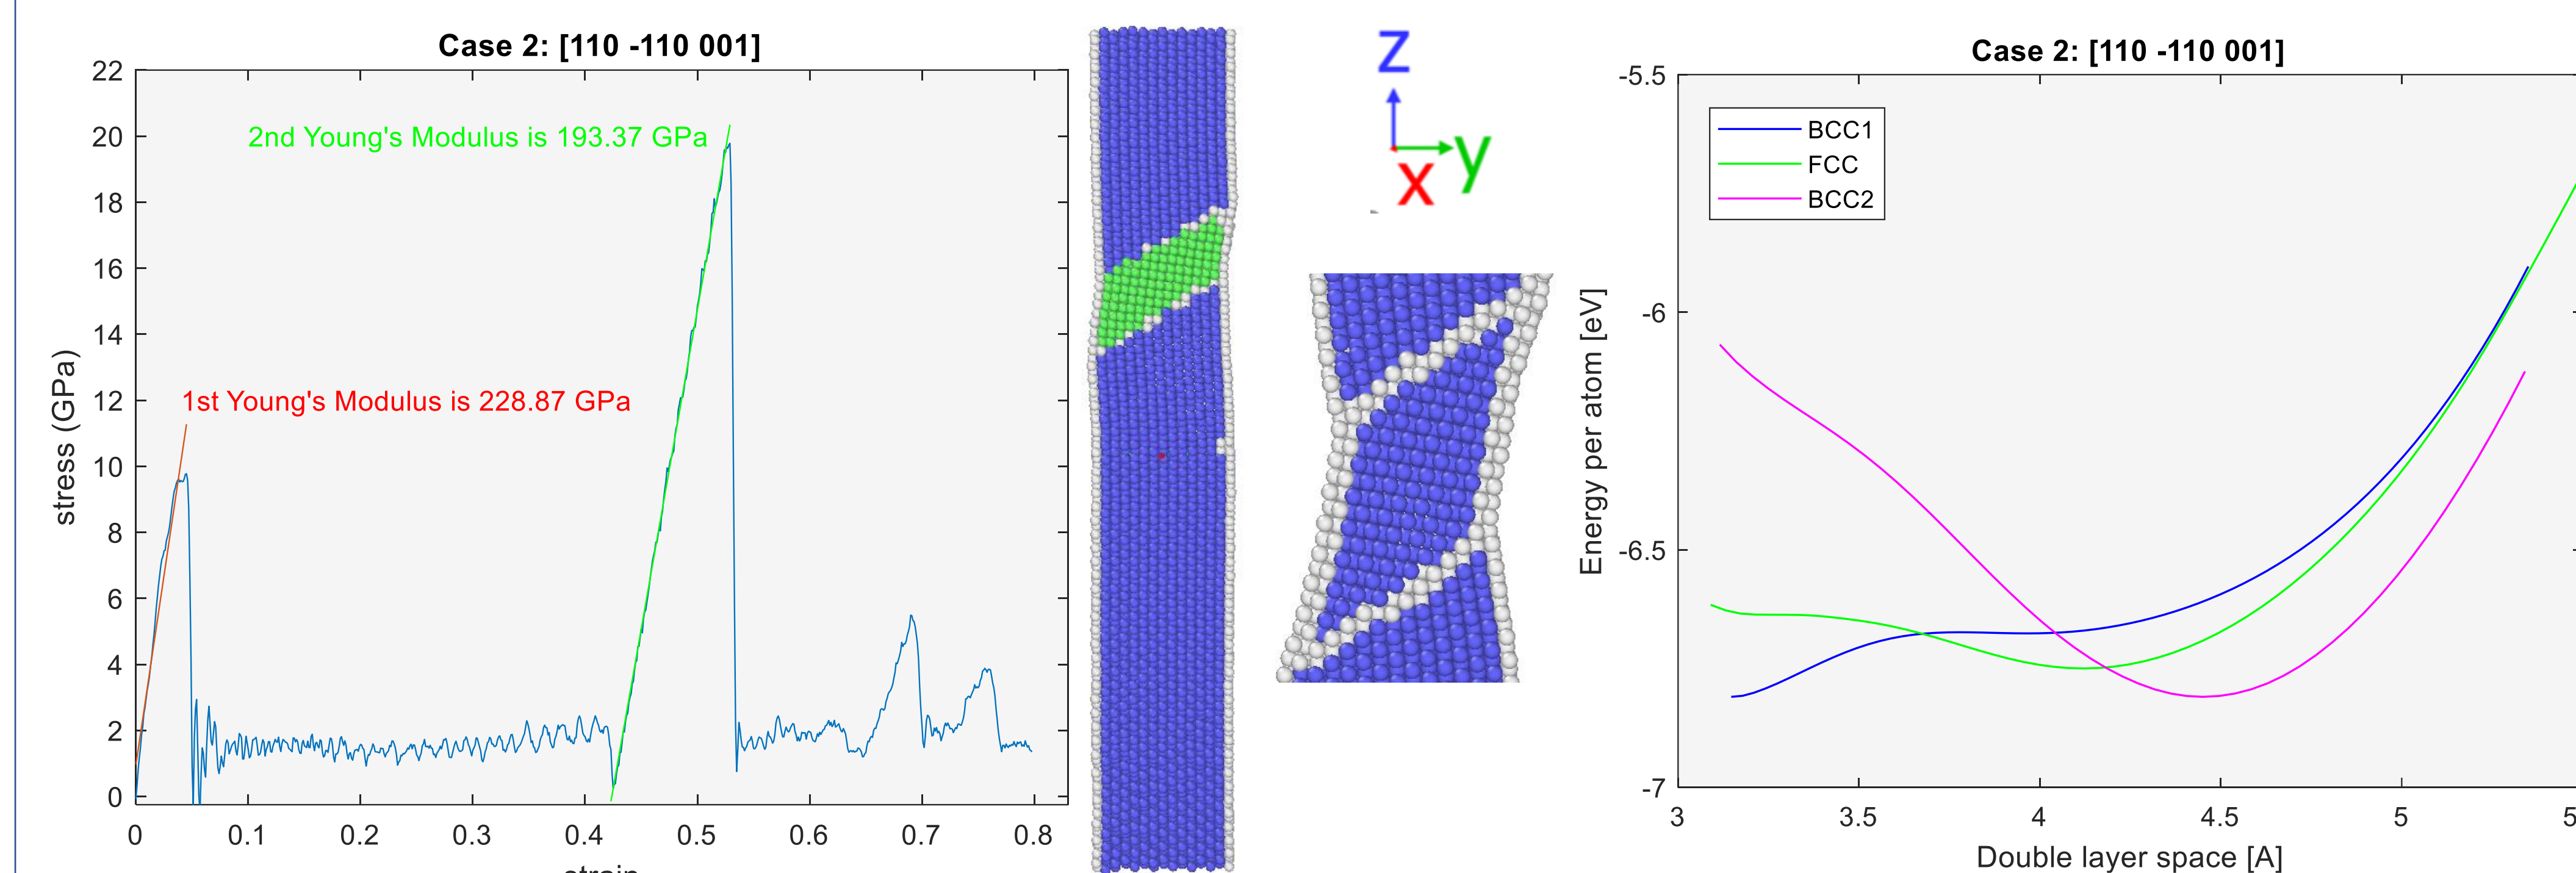 Case 2: [110 -110 001]
22
20
18
16
14
12
10
8
6
4
2
0
stress (GPa)
2nd Young's Modulus is 193.37 GPa
1st Young's Modulus is 228.87 GPa
0 0.1 0.2 0.3 0.4 0.5 0.6 0.7 0.8
strain
Z
y
x
Case 2: [110 -110 001]
-5.5
-6
-6.5
-7
Energy per atom [eV]
BCC1
FCC
BCC2
3 3.5 4 4.5 5
Double layer space [A]